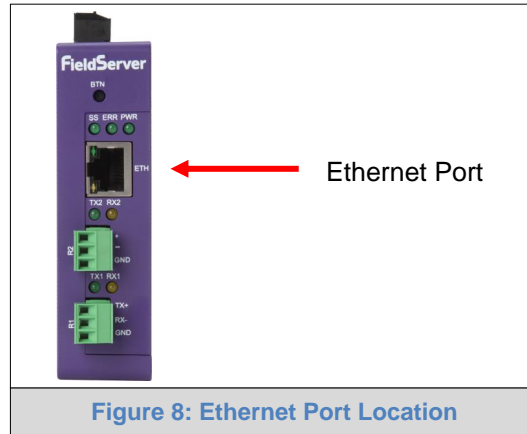 FieldServer
BTN
SS ERR PWR
ETH
Ethernet Port
TX2 RX2
R2
+
−
GND
TX1 RX1
R1
TX+
RX-
GND
Figure 8: Ethernet Port Location